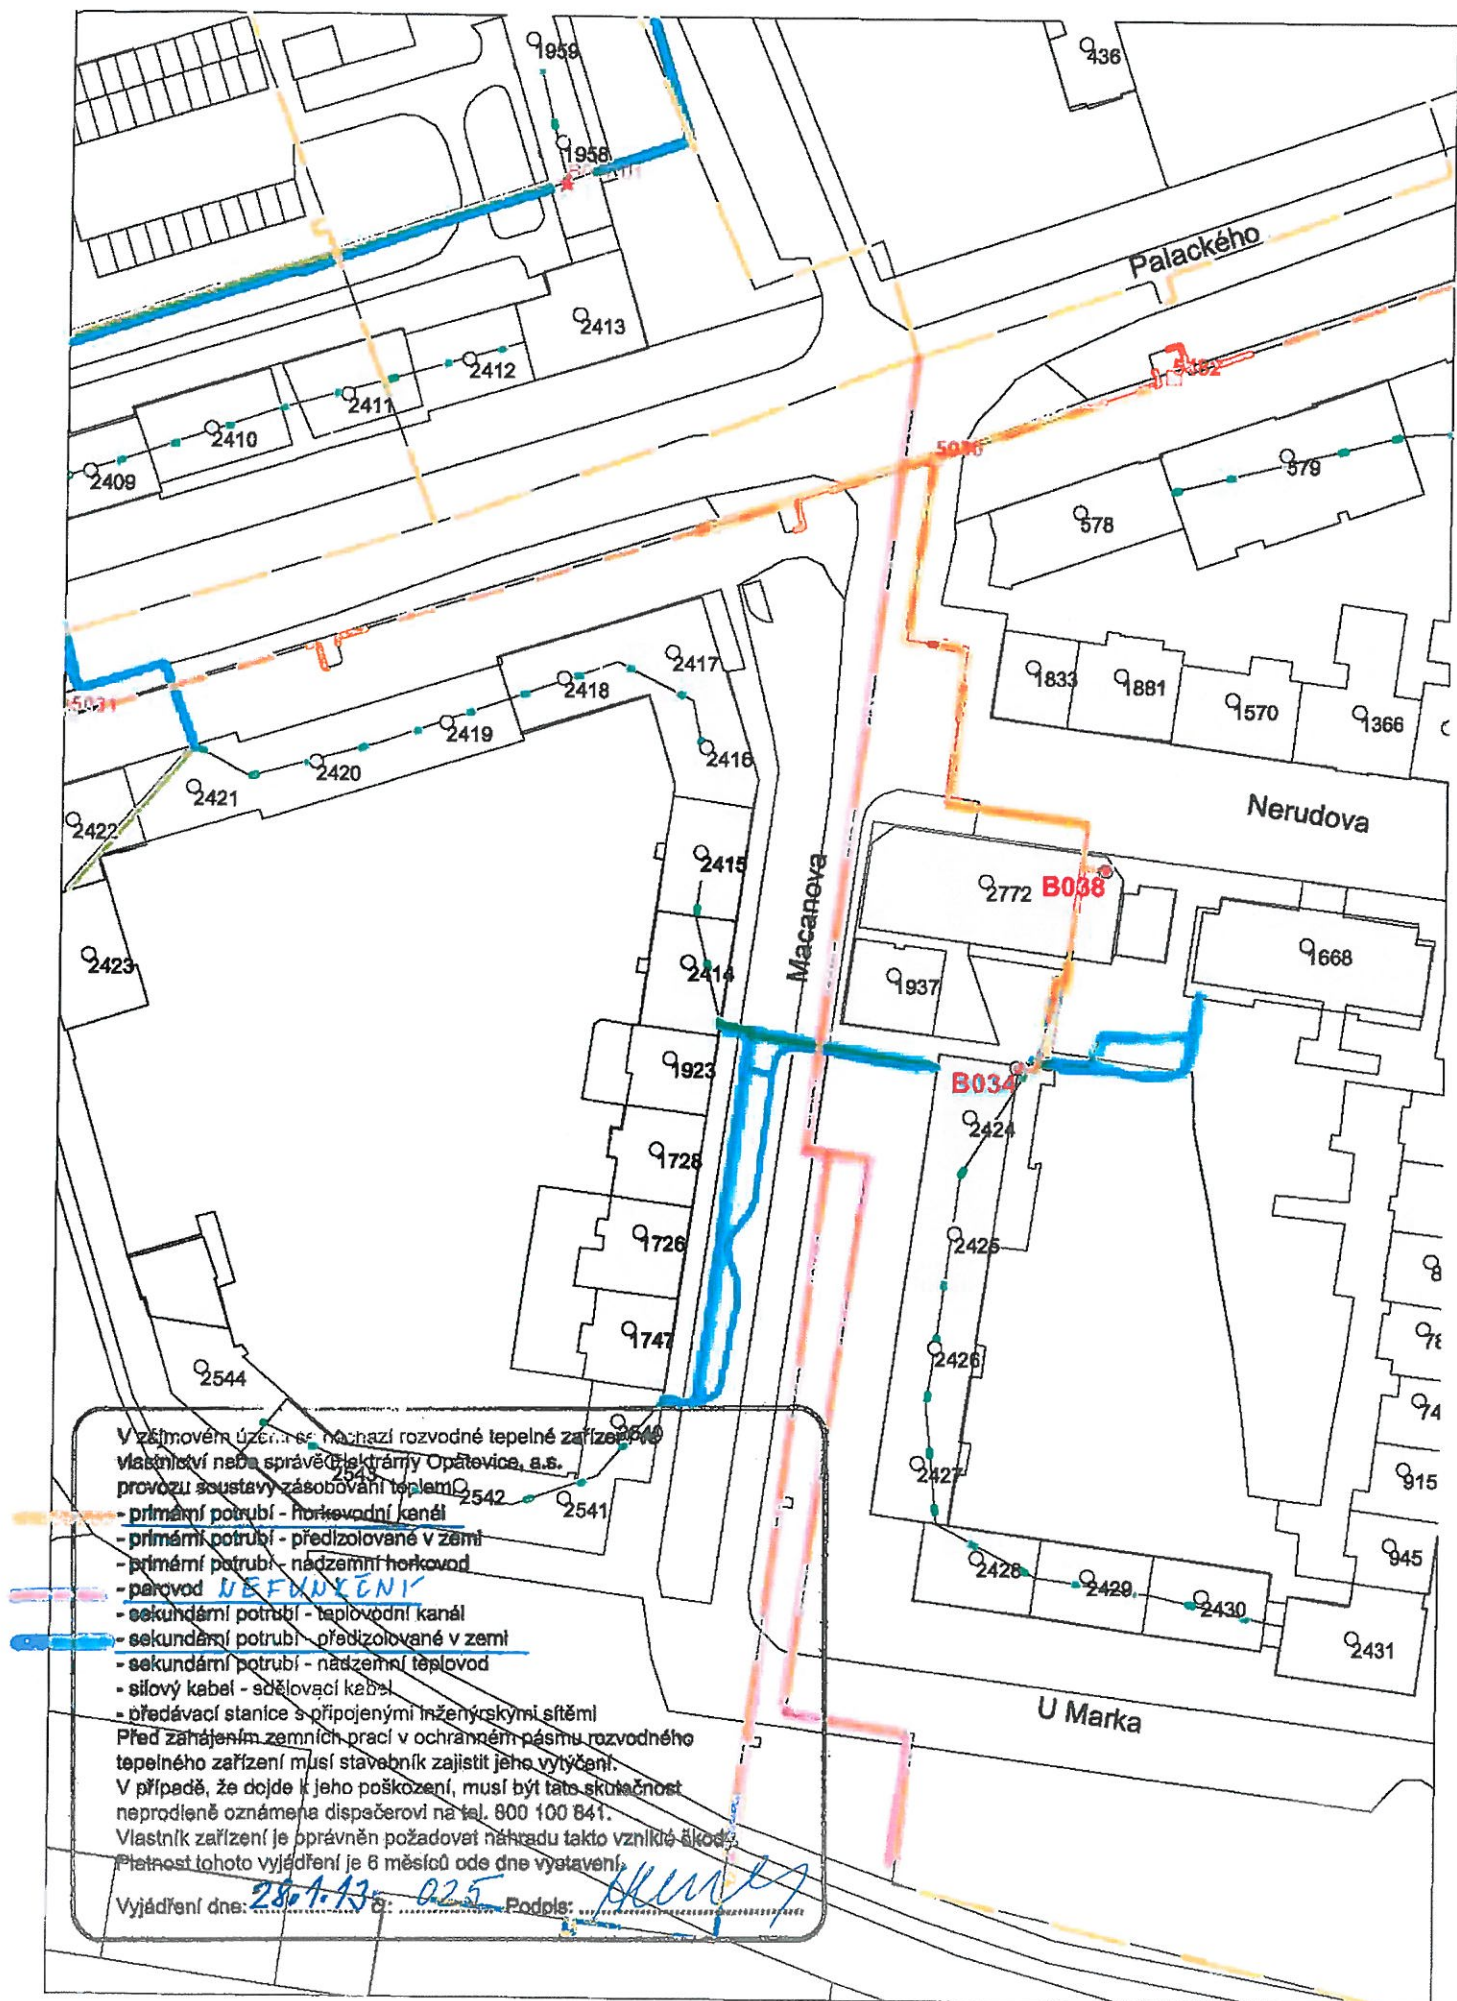 1959
436
1958
Palackého
2413
2412
2411
2410
2409
5182
579
578
2417
2418
2419
2416
2420
2421
2422
1833
1881
1570
1366
Nerudova
2415
2772
B038
Macanova
2414
2423
1937
1668
1923
B034
2424
1728
2425
1726
1747
2426
2544
2427
74
915
945
2540
2543
2542
2541
2428
2429
2430
2431
U Marka
V zájmovém území se nachází rozvodné tepelné zařízení
vlastnictví nebo správě Elektrárny Opatovice, a.s.
provozu soustavy zásobování teplem
- primární potrubí - horkovodní kanál
- primární potrubí - předizolované v zemi
- primární potrubí - nadzemní horkovod
- parovod NEFUNKČNÍ
- sekundární potrubí - teplovodní kanál
- sekundární potrubí - předizolované v zemi
- sekundární potrubí - nadzemní teplovod
- silový kabel - sdělovací kabel
- předávací stanice s připojenými inženýrskými sítěmi
Před zahájením zemních prací v ochranném pásmu rozvodného
tepelného zařízení musí stavebník zajistit jeho vytýčení.
V případě, že dojde k jeho poškození, musí být tato skutečnost
neprodleně oznámena dispečerovi na tel. 800 100 841.
Vlastník zařízení je oprávněn požadovat náhradu takto vzniklé škody
Platnost tohoto vyjádření je 6 měsíců ode dne vystavení.
Vyjádření dne: 28.1.13 č: 025 Podpis: